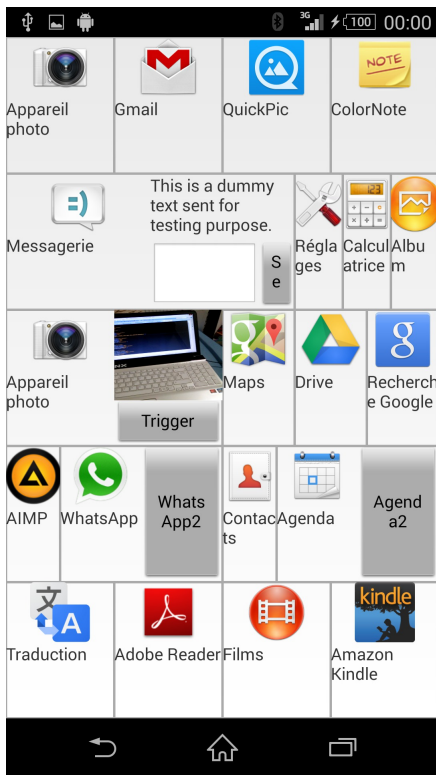 3G 100 00:00
Appareil
photo
Gmail
QuickPic
NOTE
ColorNote
=)
Messagerie
This is a dummy
text sent for
testing purpose.
S
e
Régla
ges
123
Calcul
atrice
Albu
m
Appareil
photo
Trigger
g
Maps
Drive
8
Recherch
e Google
AIMP
WhatsApp
Whats
App2
Contac
ts
Agenda
Agend
a2
文
A
Traduction
Adobe Reader
Films
kindle
Amazon
Kindle